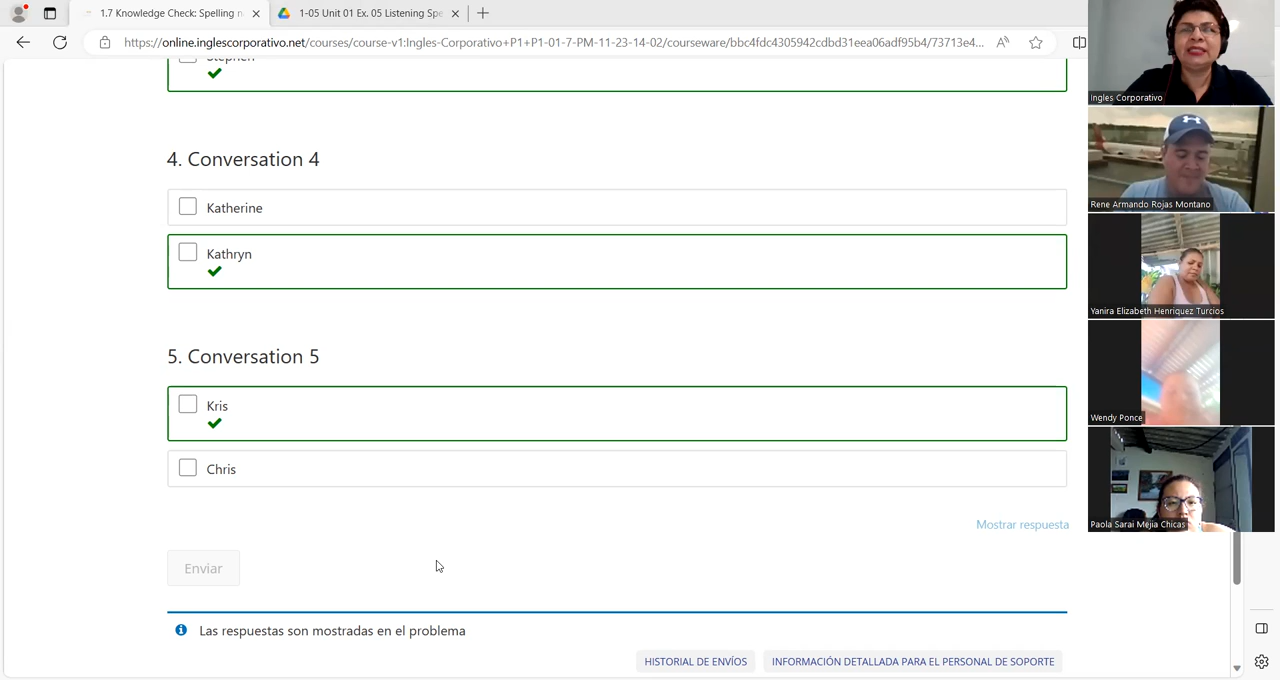 1.7 Knowledge Check: Spelling n
1-05 Unit 01 Ex. 05 Listening Spe
https://online.inglescorporativo.net/courses/course-v1:Ingles-Corporativo+P1+P1-01-7-PM-11-23-14-02/courseware/bbc4fdc4305942cdbd31eea06adf95b4/73713e4...
Stephen
4. Conversation 4
Katherine
Kathryn
5. Conversation 5
Kris
Chris
Mostrar respuesta
Enviar
Las respuestas son mostradas en el problema
HISTORIAL DE ENVÍOS
INFORMACIÓN DETALLADA PARA EL PERSONAL DE SOPORTE
Ingles Corporativo
Rene Armando Rojas Montano
Yanira Elizabeth Henriquez Turcios
Wendy Ponce
Paola Sarai Mejia Chicas